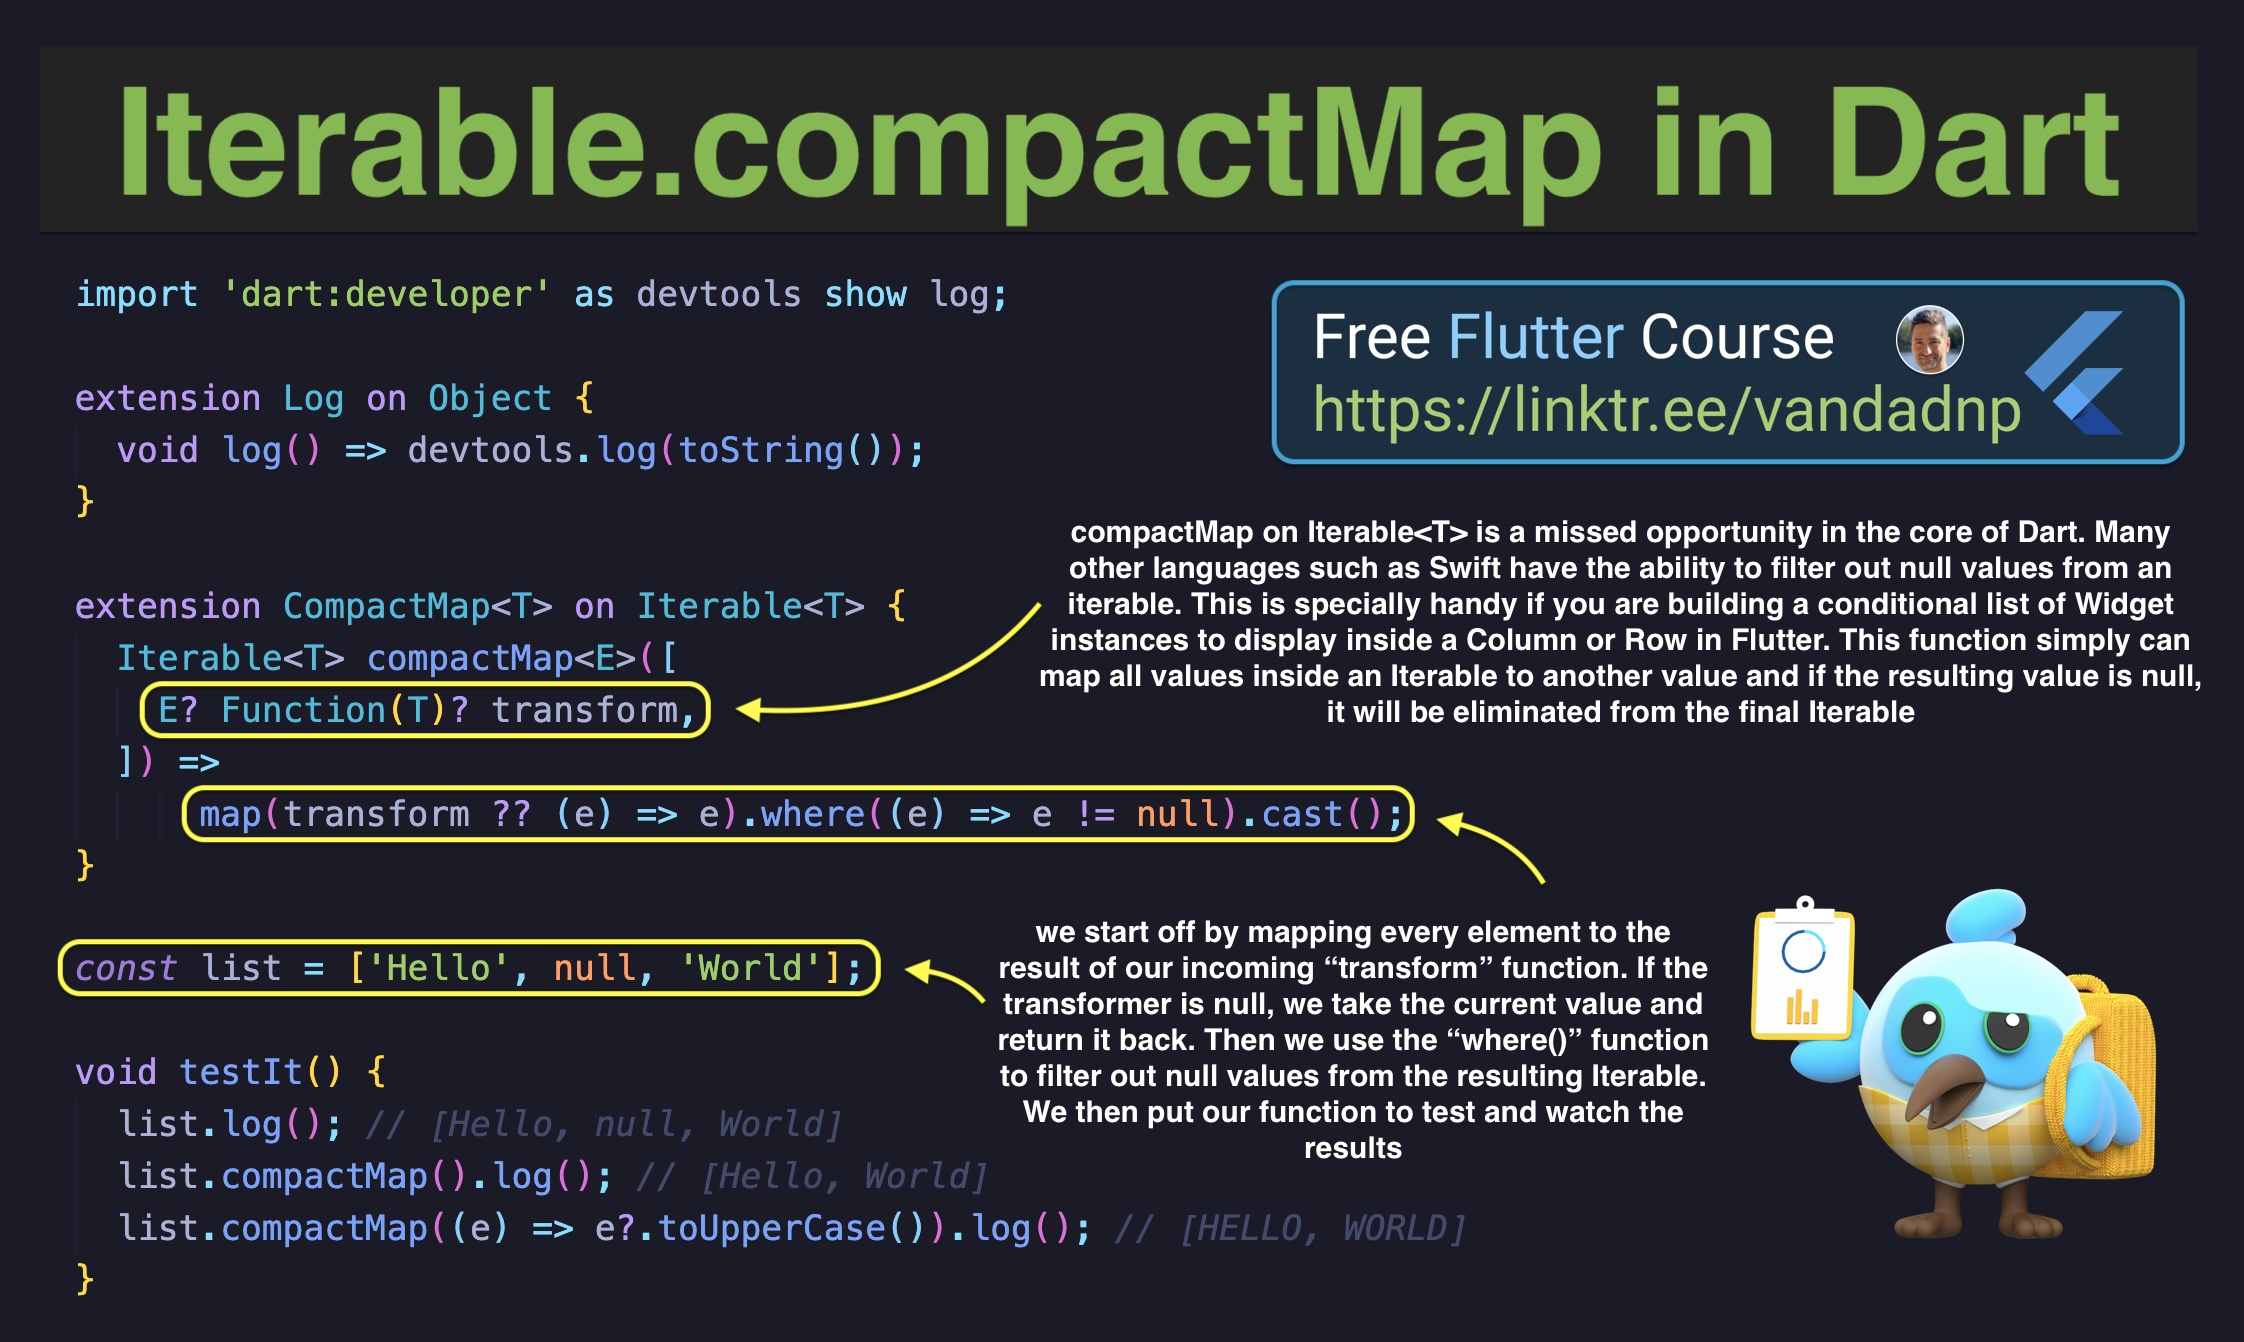 Iterable.compactMap in Dart
import 'dart:developer' as devtools show log;
extension Log on Object {
  void log() => devtools.log(toString());
}
extension CompactMap<T> on Iterable<T> {
  Iterable<T> compactMap<E>([
    E? Function(T)? transform,
  ]) =>
      map(transform ?? (e) => e).where((e) => e != null).cast();
}
const list = ['Hello', null, 'World'];
void testIt() {
  list.log(); // [Hello, null, World]
  list.compactMap().log(); // [Hello, World]
  list.compactMap((e) => e?.toUpperCase()).log(); // [HELLO, WORLD]
}
Free Flutter Course
https://linktr.ee/vandadnp
compactMap on Iterable<T> is a missed opportunity in the core of Dart. Many
other languages such as Swift have the ability to filter out null values from an
iterable. This is specially handy if you are building a conditional list of Widget
instances to display inside a Column or Row in Flutter. This function simply can
map all values inside an Iterable to another value and if the resulting value is null,
it will be eliminated from the final Iterable
we start off by mapping every element to the
result of our incoming “transform” function. If the
transformer is null, we take the current value and
return it back. Then we use the “where()” function
to filter out null values from the resulting Iterable.
We then put our function to test and watch the
results